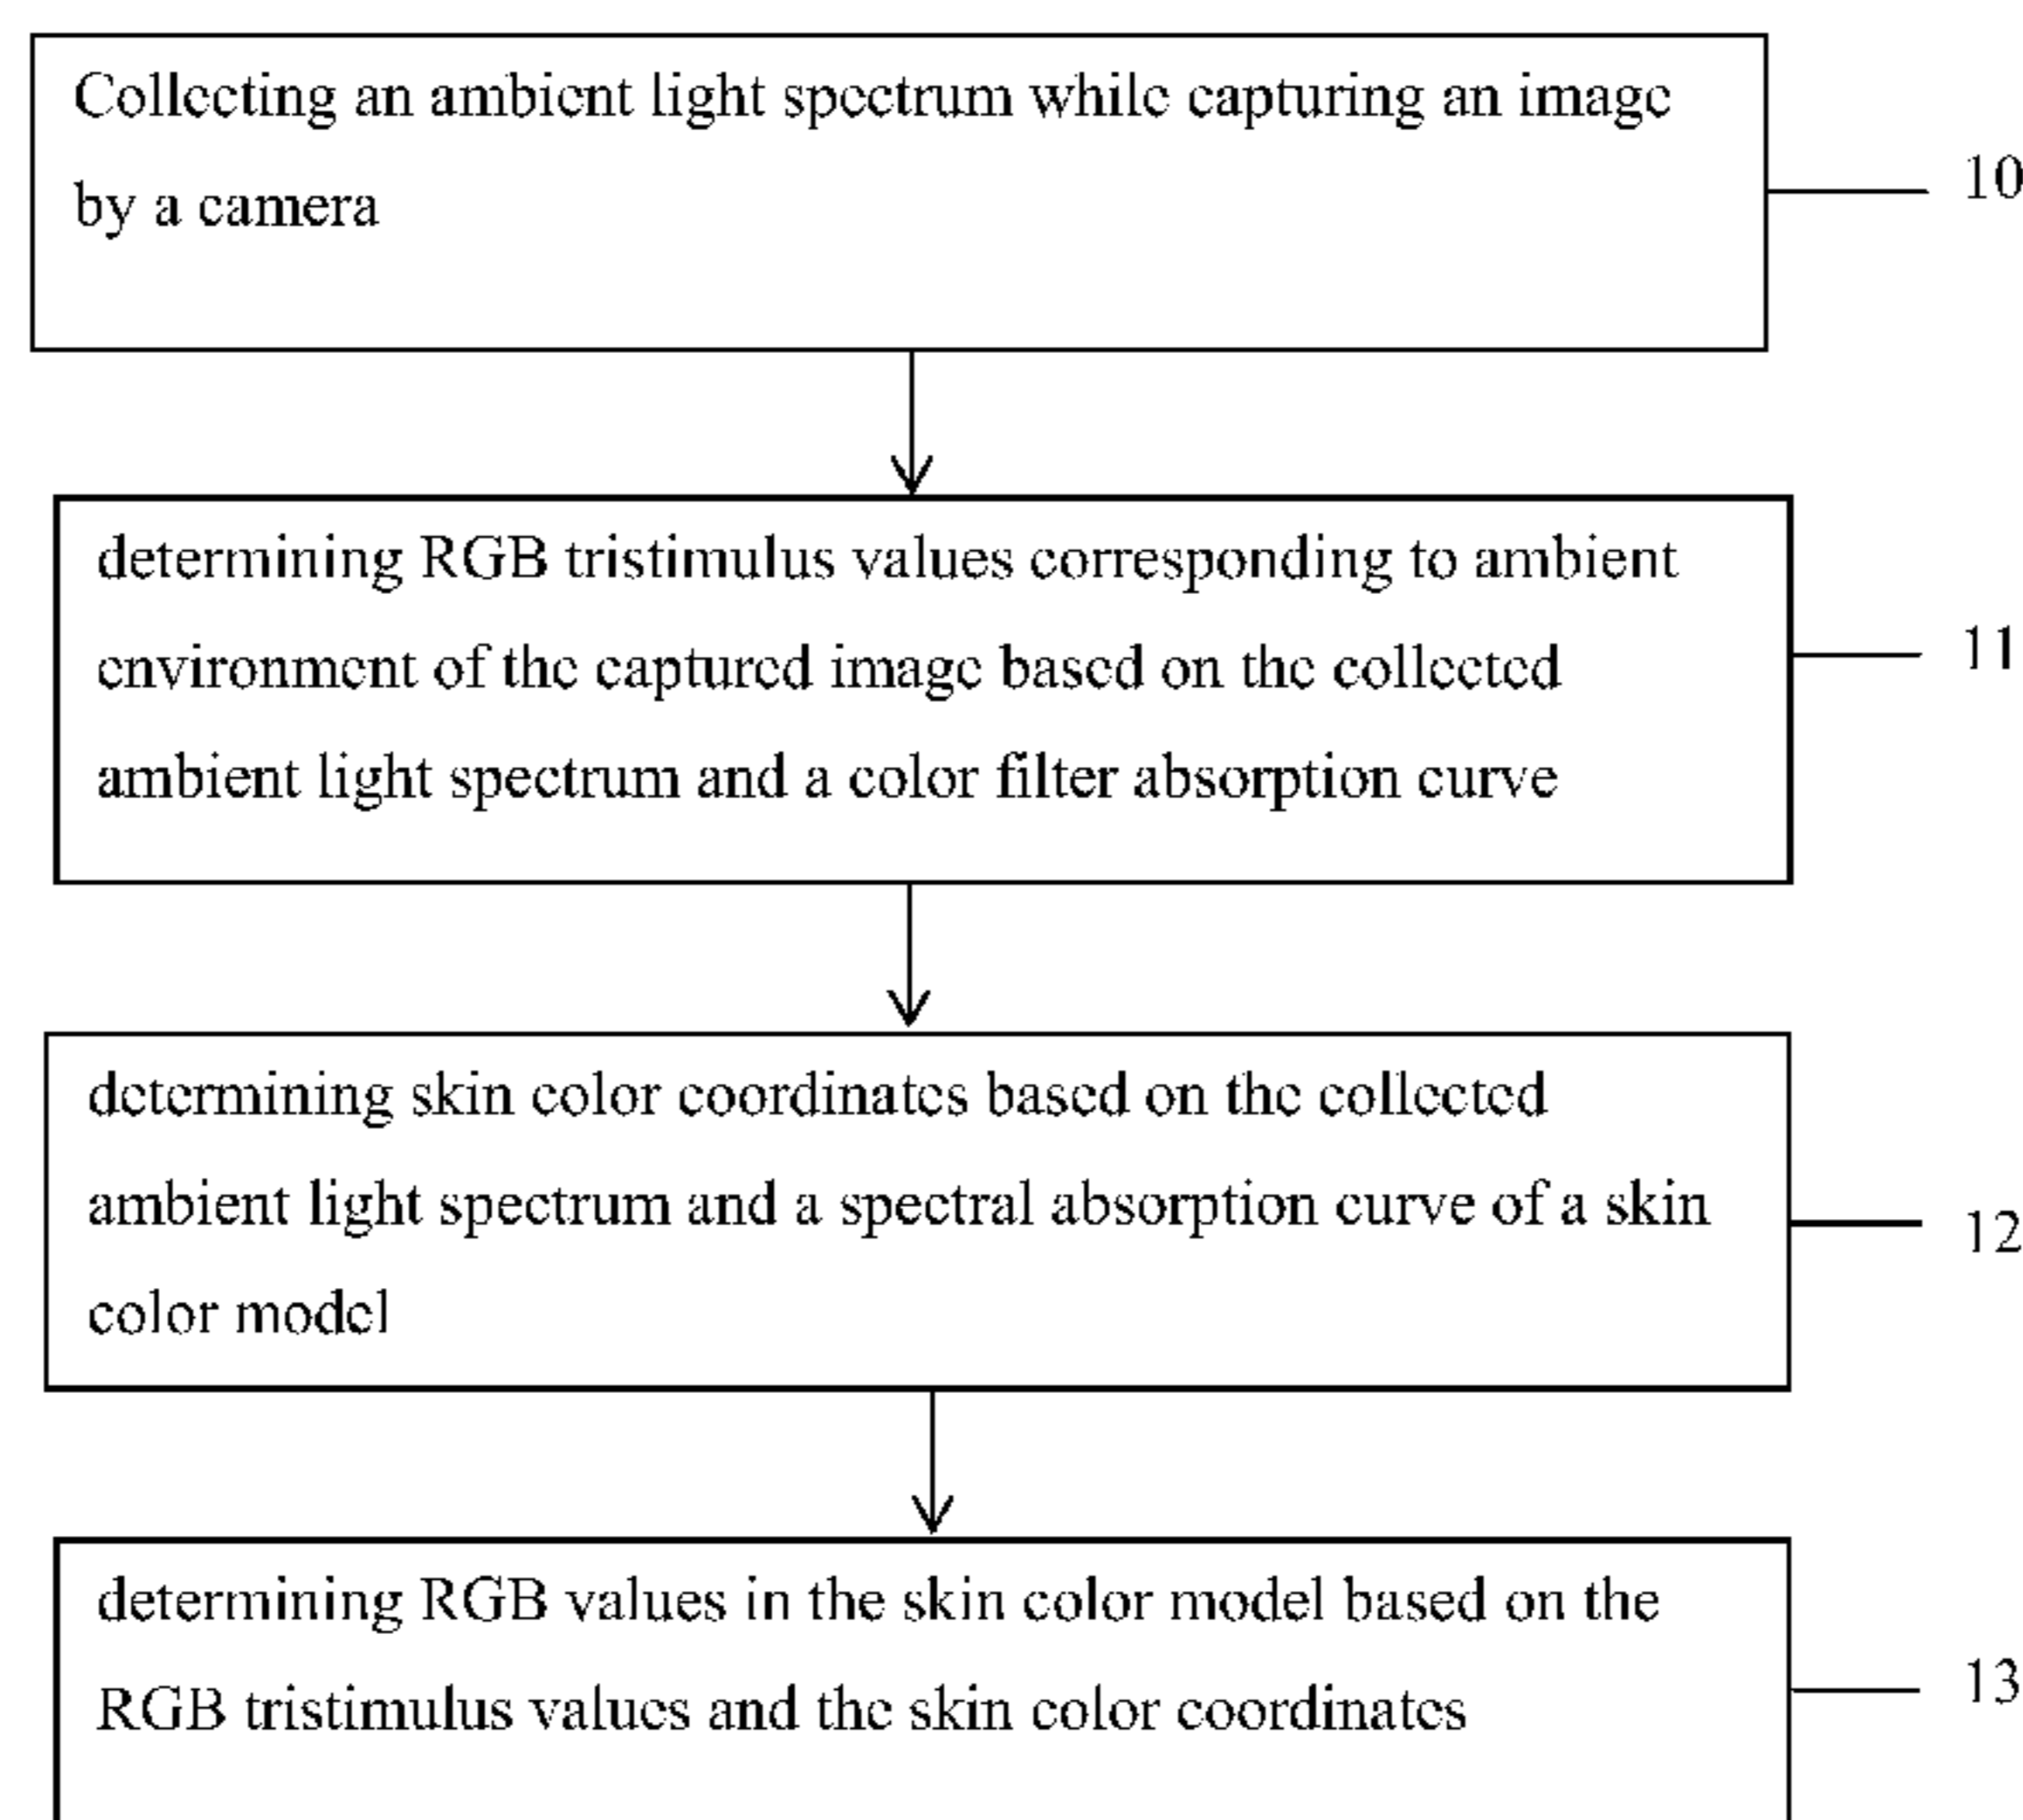 Collecting an ambient light spectrum while capturing an image
by a camera
10
determining RGB tristimulus values corresponding to ambient
environment of the captured image based on the collected
ambient light spectrum and a color filter absorption curve
11
determining skin color coordinates based on the collected
ambient light spectrum and a spectral absorption curve of a skin
color model
12
determining RGB values in the skin color model based on the
RGB tristimulus values and the skin color coordinates
13